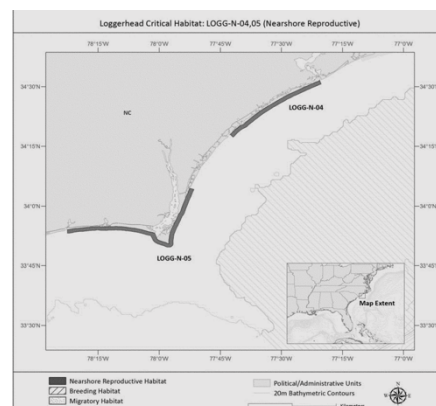 Loggerhead Critical Habitat: LOGG-N-04,05 (Nearshore Reproductive)
78°15'W 78°0'W 77°45'W 77°30'W 77°15'W 77°0'W
34°30'N 34°30'N
LOGG-N-04
NC
34°15'N 34°15'N
34°0'N 34°0'N
LOGG-N-05
33°45'N 33°45'N
Map Extent
33°30'N 33°30'N
78°15'W 78°0'W 77°45'W 77°30'W 77°15'W 77°0'W
Nearshore Reproductive Habitat
Breeding Habitat
Migratory Habitat
Political/Administrative Units
20m Bathymetric Contours
N